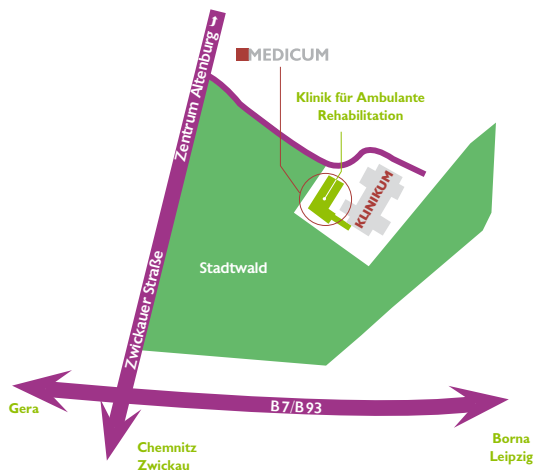 Zentrum Altenburg
MEDICUM
Klinik für Ambulante
Rehabilitation
KLINIKUM
Stadtwald
Zwickauer Straße
B7/B93
Gera
Chemnitz
Zwickau
Borna
Leipzig